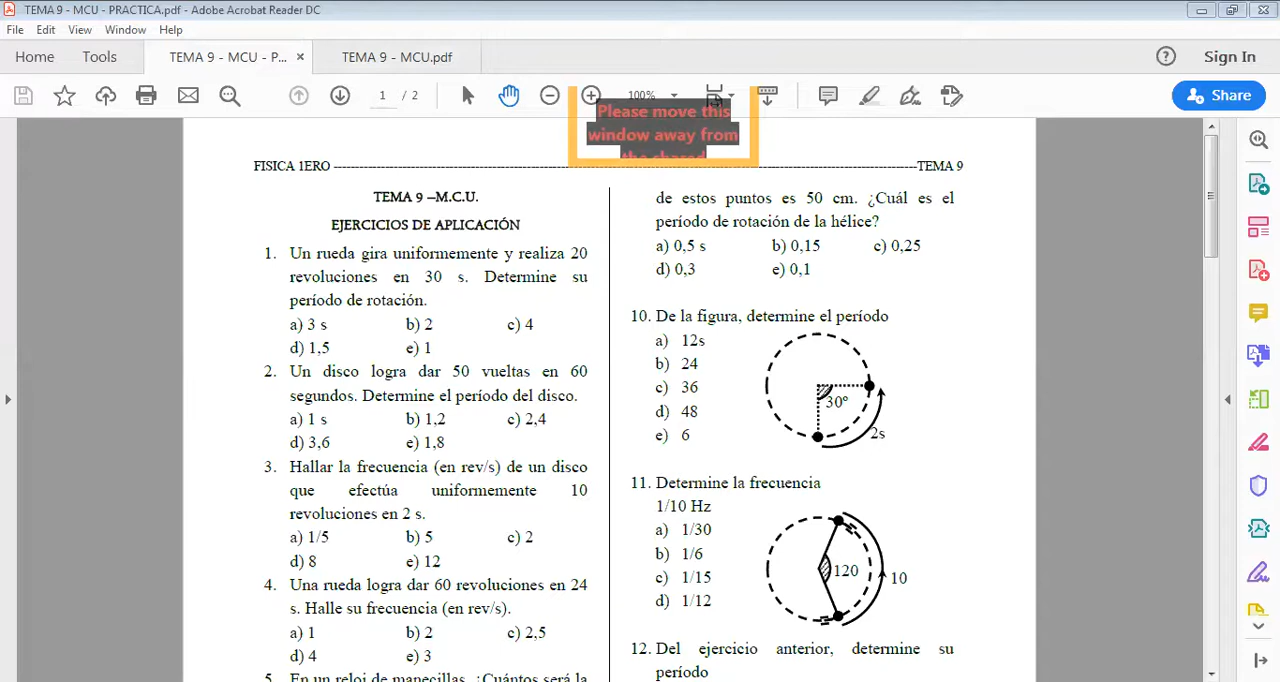 TEMA 9 - MCU - PRACTICA.pdf - Adobe Acrobat Reader DC
File Edit View Window Help
Home Tools TEMA 9 - MCU - P... × TEMA 9 - MCU.pdf Sign In
1 / 2 100% Share
Please move this
window away from
the shared
FISICA 1ERO TEMA 9
TEMA 9 –M.C.U.
EJERCICIOS DE APLICACIÓN
1. Un rueda gira uniformemente y realiza 20
revoluciones en 30 s. Determine su
período de rotación.
a) 3 s b) 2 c) 4
d) 1,5 e) 1
2. Un disco logra dar 50 vueltas en 60
segundos. Determine el período del disco.
a) 1 s b) 1,2 c) 2,4
d) 3,6 e) 1,8
3. Hallar la frecuencia (en rev/s) de un disco
que efectúa uniformemente 10
revoluciones en 2 s.
a) 1/5 b) 5 c) 2
d) 8 e) 12
4. Una rueda logra dar 60 revoluciones en 24
s. Halle su frecuencia (en rev/s).
a) 1 b) 2 c) 2,5
d) 4 e) 3
5. En un reloj de manecillas. ¿Cuántos será la
de estos puntos es 50 cm. ¿Cuál es el
período de rotación de la hélice?
a) 0,5 s b) 0,15 c) 0,25
d) 0,3 e) 0,1
10. De la figura, determine el período
a) 12s
b) 24
c) 36
d) 48
e) 6
30º
2s
11. Determine la frecuencia
1/10 Hz
a) 1/30
b) 1/6
c) 1/15
d) 1/12
120
10
12. Del ejercicio anterior, determine su
período